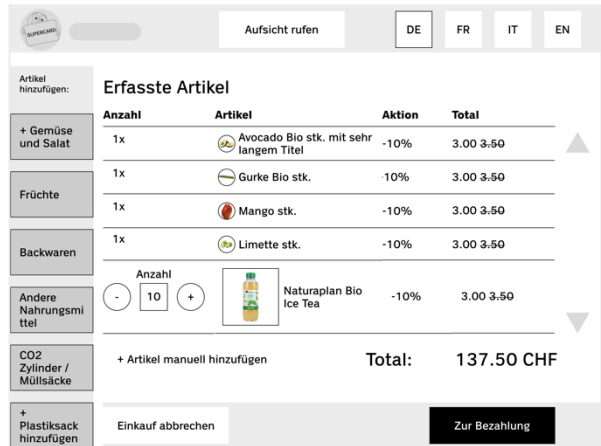 SUPERCARD
Aufsicht rufen
DE
FR
IT
EN
Artikel
hinzufügen:
+ Gemüse
und Salat
Früchte
Backwaren
Andere
Nahrungsmi
ttel
CO2
Zylinder /
Müllsäcke
+
Plastiksack
hinzufügen
Erfasste Artikel
Anzahl Artikel Aktion Total
1x Avocado Bio stk. mit sehr
langem Titel -10% 3.00 3.50
1x Gurke Bio stk. 10% 3.00 3.50
1x Mango stk. -10% 3.00 3.50
1x Limette stk. -10% 3.00 3.50
Anzahl
- 10 + Naturaplan Bio
Ice Tea -10% 3.00 3.50
+ Artikel manuell hinzufügen Total: 137.50 CHF
Einkauf abbrechen
Zur Bezahlung